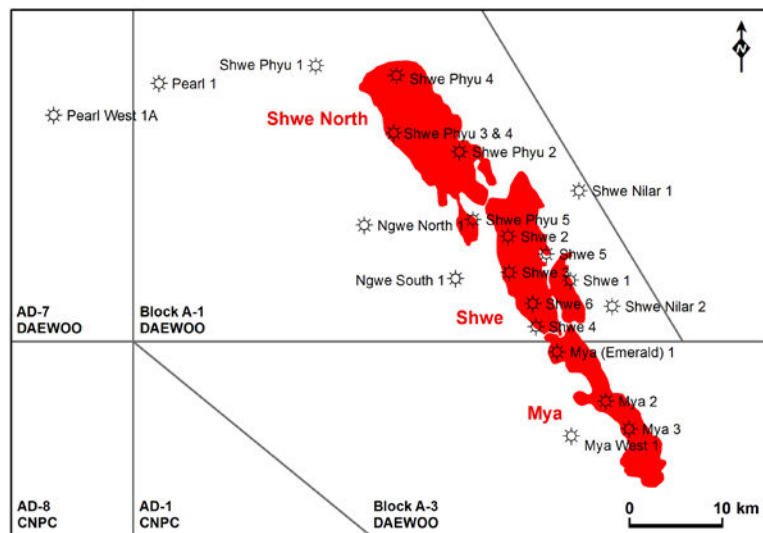 N
Shwe Phyu 1
Pearl 1
Shwe Phyu 4
Pearl West 1A
Shwe North
Shwe Phyu 3 & 4
Shwe Phyu 2
Shwe Nilar 1
Shwe Phyu 5
Ngwe North 1
Shwe 2
Shwe 5
Shwe 3
Ngwe South 1
Shwe 1
Shwe 6
Shwe Nilar 2
Shwe
Shwe 4
AD-7
DAEWOO
Block A-1
DAEWOO
Mya (Emerald) 1
Mya 2
Mya
Mya 3
Mya West 1
AD-8
CNPC
AD-1
CNPC
Block A-3
DAEWOO
0 10 km